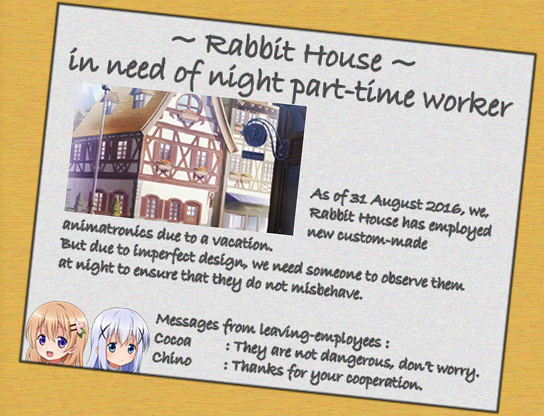 ~ Rabbit House ~
in need of night part-time worker
As of 31 August 2016, we,
Rabbit House has employed
new custom-made
animatronics due to a vacation.
But due to imperfect design, we need someone to observe them
at night to ensure that they do not misbehave.
Messages from leaving-employees :
Cocoa : They are not dangerous, don't worry.
Chino : Thanks for your cooperation.